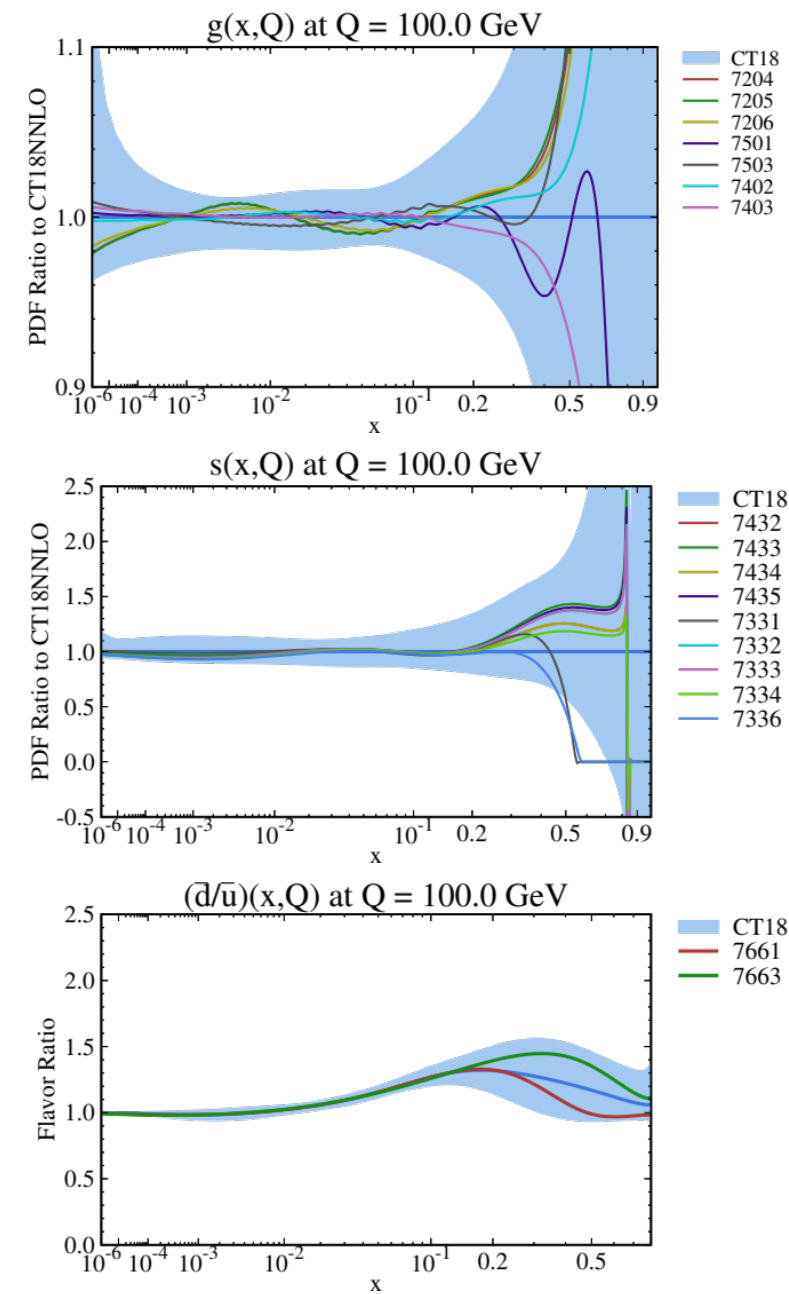 g(x,Q) at Q = 100.0 GeV
PDF Ratio to CT18NNLO
1.1
1.0
0.9
10-6 10-4 10-3 10-2 10-1 0.2 0.5 0.9
x
CT18
7204
7205
7206
7501
7503
7402
7403
s(x,Q) at Q = 100.0 GeV
PDF Ratio to CT18NNLO
2.5
2.0
1.5
1.0
0.5
0.0
-0.5
10-6 10-4 10-3 10-2 10-1 0.2 0.5 0.9
x
CT18
7432
7433
7434
7435
7331
7332
7333
7334
7336
(d̅/u̅)(x,Q) at Q = 100.0 GeV
Flavor Ratio
2.5
2.0
1.5
1.0
0.5
0.0
10-6 10-4 10-3 10-2 10-1 0.2 0.5
x
CT18
7661
7663